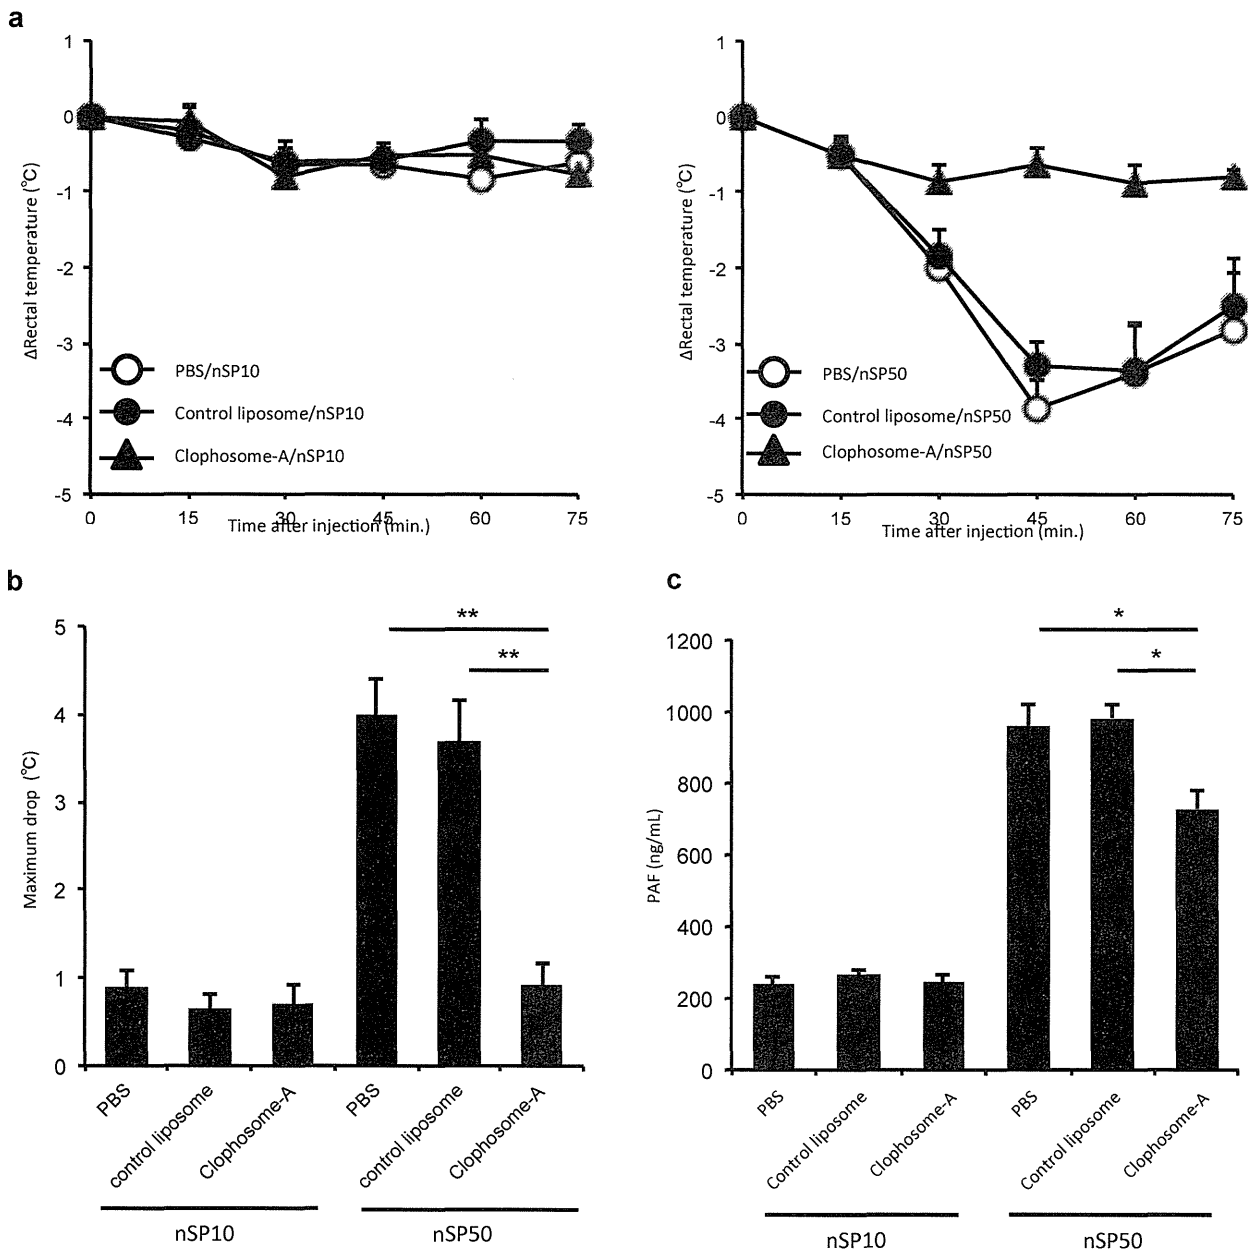 a
1
0
-1
-2
-3
-4
-5
ΔRectal temperature (℃)
PBS/nSP10
Control liposome/nSP10
Clophosome-A/nSP10
0 15 30 45 60 75
Time after injection (min.)
1
0
-1
-2
-3
-4
-5
ΔRectal temperature (℃)
PBS/nSP50
Control liposome/nSP50
Clophosome-A/nSP50
0 15 30 45 60 75
Time after injection (min.)
b
5
4
3
2
1
0
Maximum drop (℃)
**
**
PBS
control liposome
Clophosome-A
PBS
control liposome
Clophosome-A
nSP10
nSP50
c
1200
1000
800
600
400
200
0
PAF (ng/mL)
*
*
PBS
Control liposome
Clophosome-A
PBS
Control liposome
Clophosome-A
nSP10
nSP50